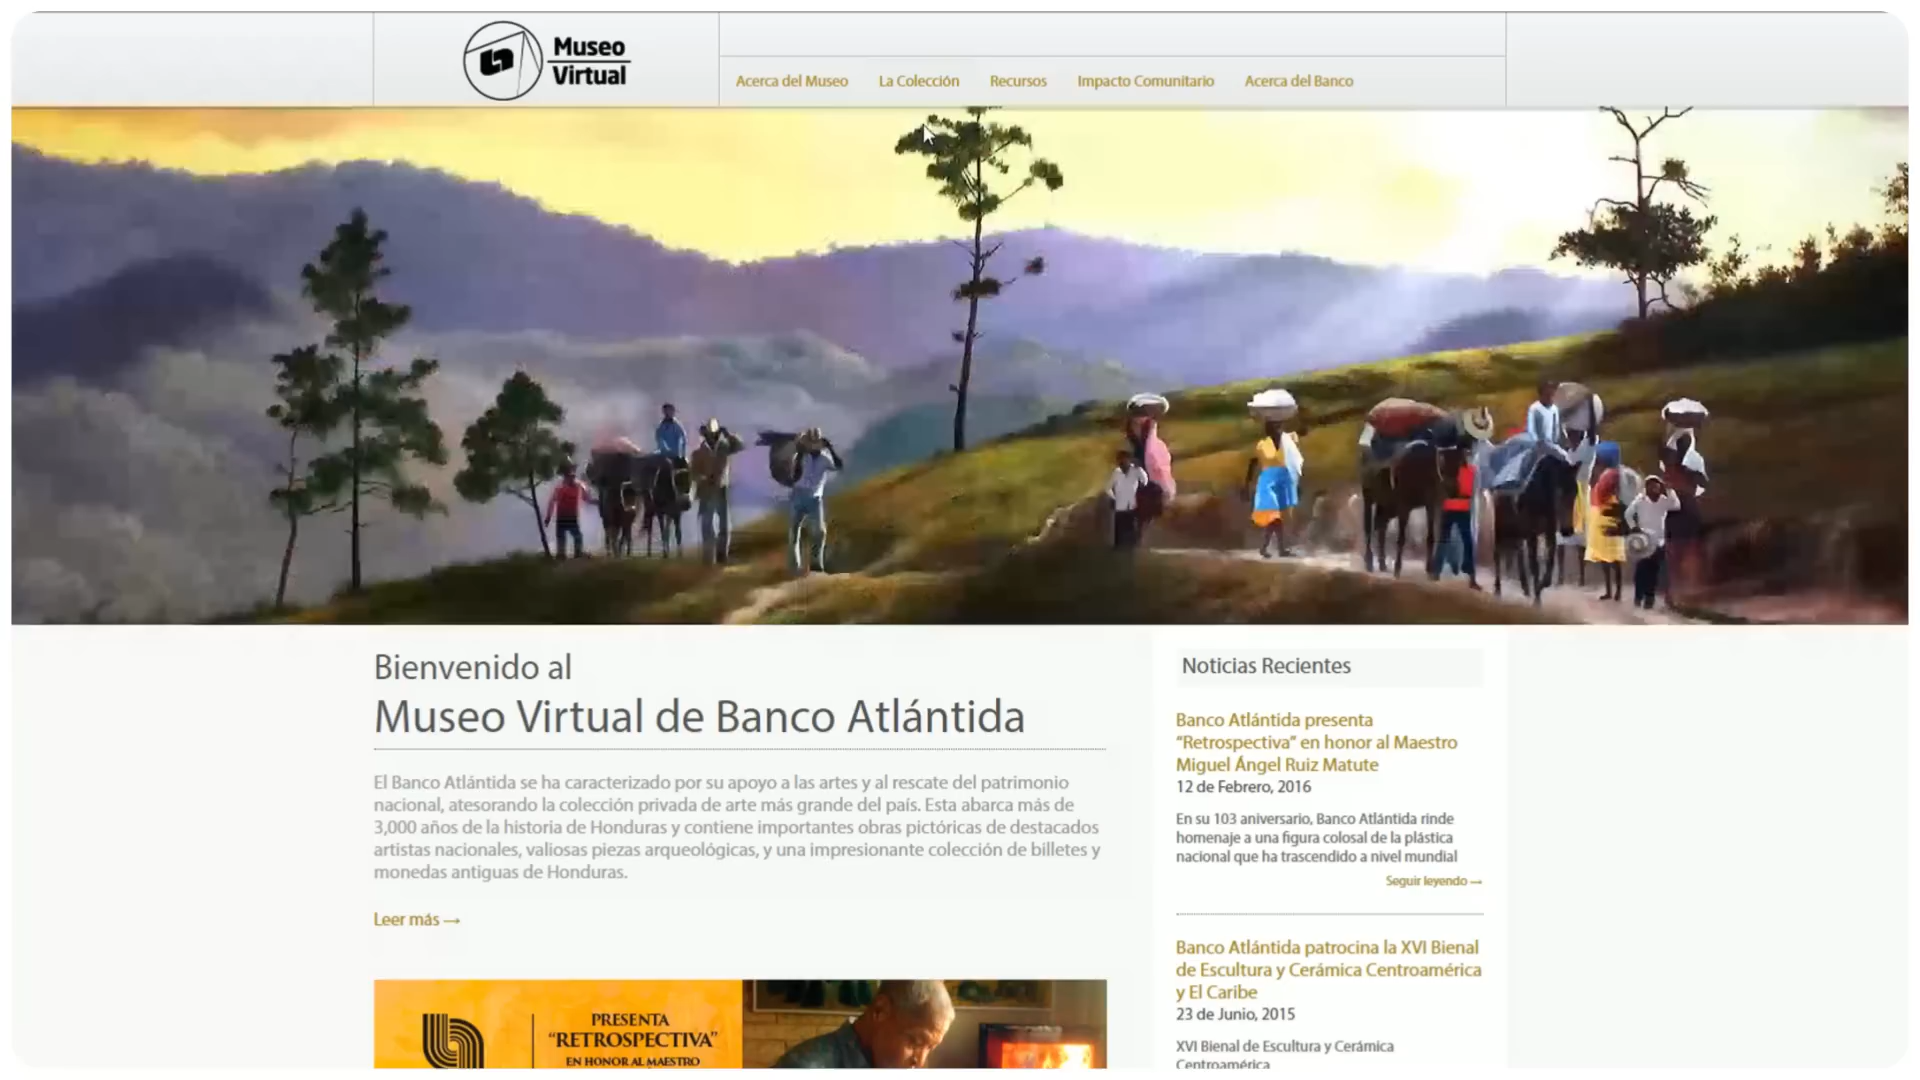 Museo
Virtual
Acerca del Museo
La Colección
Recursos
Impacto Comunitario
Acerca del Banco
Bienvenido al
Museo Virtual de Banco Atlántida
El Banco Atlántida se ha caracterizado por su apoyo a las artes y al rescate del patrimonio
nacional, atesorando la colección privada de arte más grande del país. Esta abarca más de
3,000 años de la historia de Honduras y contiene importantes obras pictóricas de destacados
artistas nacionales, valiosas piezas arqueológicas, y una impresionante colección de billetes y
monedas antiguas de Honduras.
Leer más →
PRESENTA
“RETROSPECTIVA”
EN HONOR AL MAESTRO
Noticias Recientes
Banco Atlántida presenta
“Retrospectiva” en honor al Maestro
Miguel Ángel Ruiz Matute
12 de Febrero, 2016
En su 103 aniversario, Banco Atlántida rinde
homenaje a una figura colosal de la plástica
nacional que ha trascendido a nivel mundial
Seguir leyendo →
Banco Atlántida patrocina la XVI Bienal
de Escultura y Cerámica Centroamérica
y El Caribe
23 de Junio, 2015
XVI Bienal de Escultura y Cerámica
Centroamérica